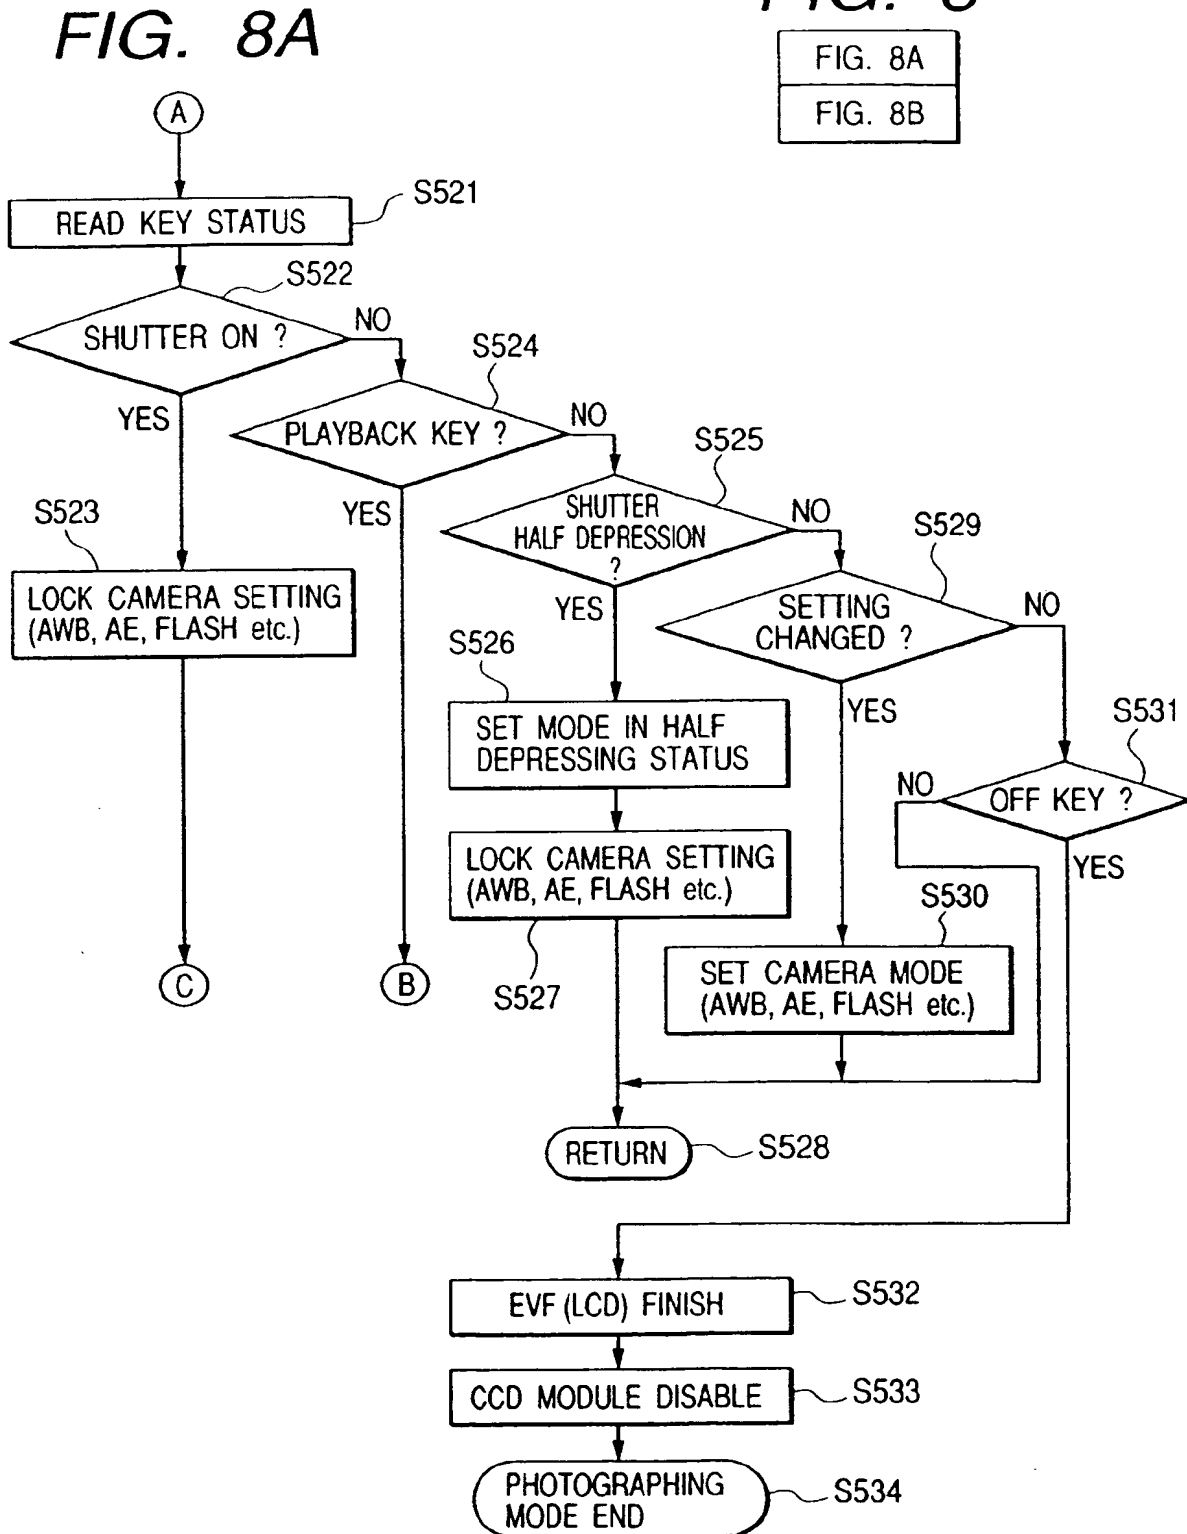 FIG. 8A
FIG. 8
FIG. 8A
FIG. 8B
A
READ KEY STATUS
S521
S522
SHUTTER ON ?
NO
YES
S524
PLAYBACK KEY ?
NO
YES
S525
SHUTTER
HALF DEPRESSION
?
NO
YES
S523
LOCK CAMERA SETTING
(AWB, AE, FLASH etc.)
S529
SETTING
CHANGED ?
NO
YES
S526
SET MODE IN HALF
DEPRESSING STATUS
S531
OFF KEY ?
NO
YES
LOCK CAMERA SETTING
(AWB, AE, FLASH etc.)
S527
S530
SET CAMERA MODE
(AWB, AE, FLASH etc.)
C
B
RETURN
S528
EVF (LCD) FINISH
S532
CCD MODULE DISABLE
S533
PHOTOGRAPHING
MODE END
S534